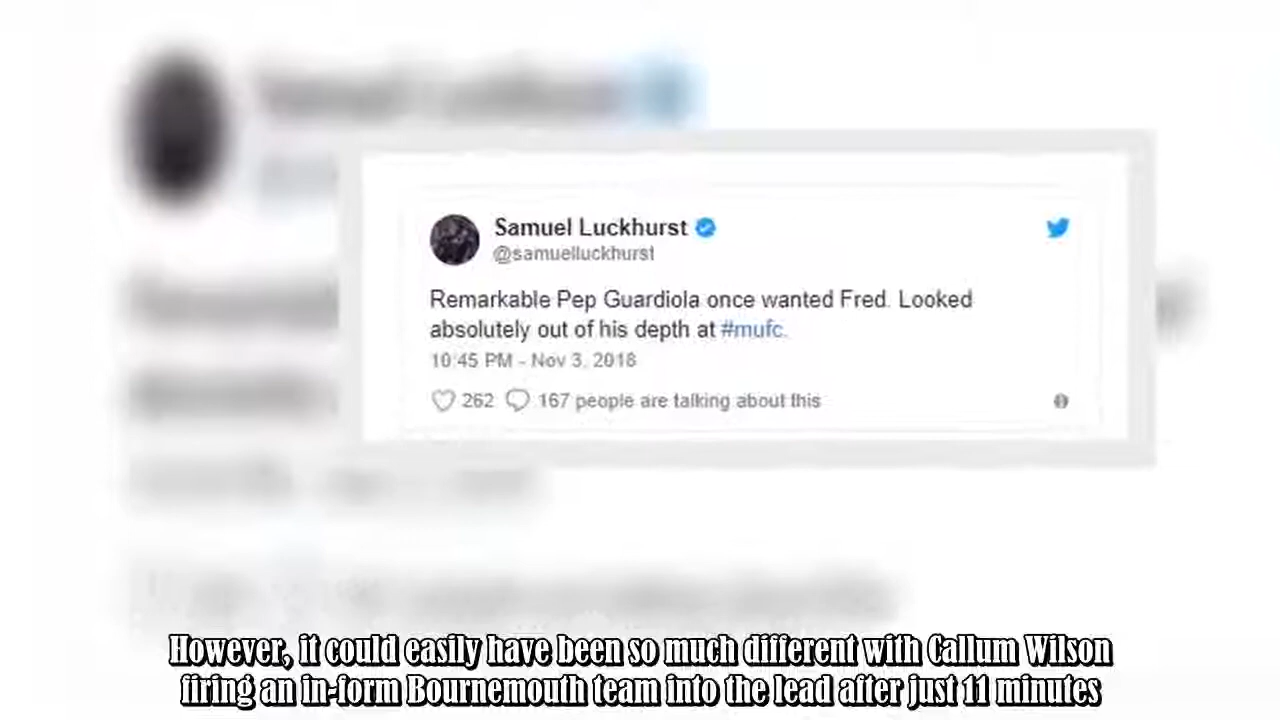 Samuel Luckhurst
@samuelluckhurst
Remarkable Pep Guardiola once wanted Fred. Looked
absolutely out of his depth at #mufc.
10:45 PM - Nov 3, 2018
262 167 people are talking about this
However, it could easily have been so much different with Callum Wilson
firing an in-form Bournemouth team into the lead after just 11 minutes